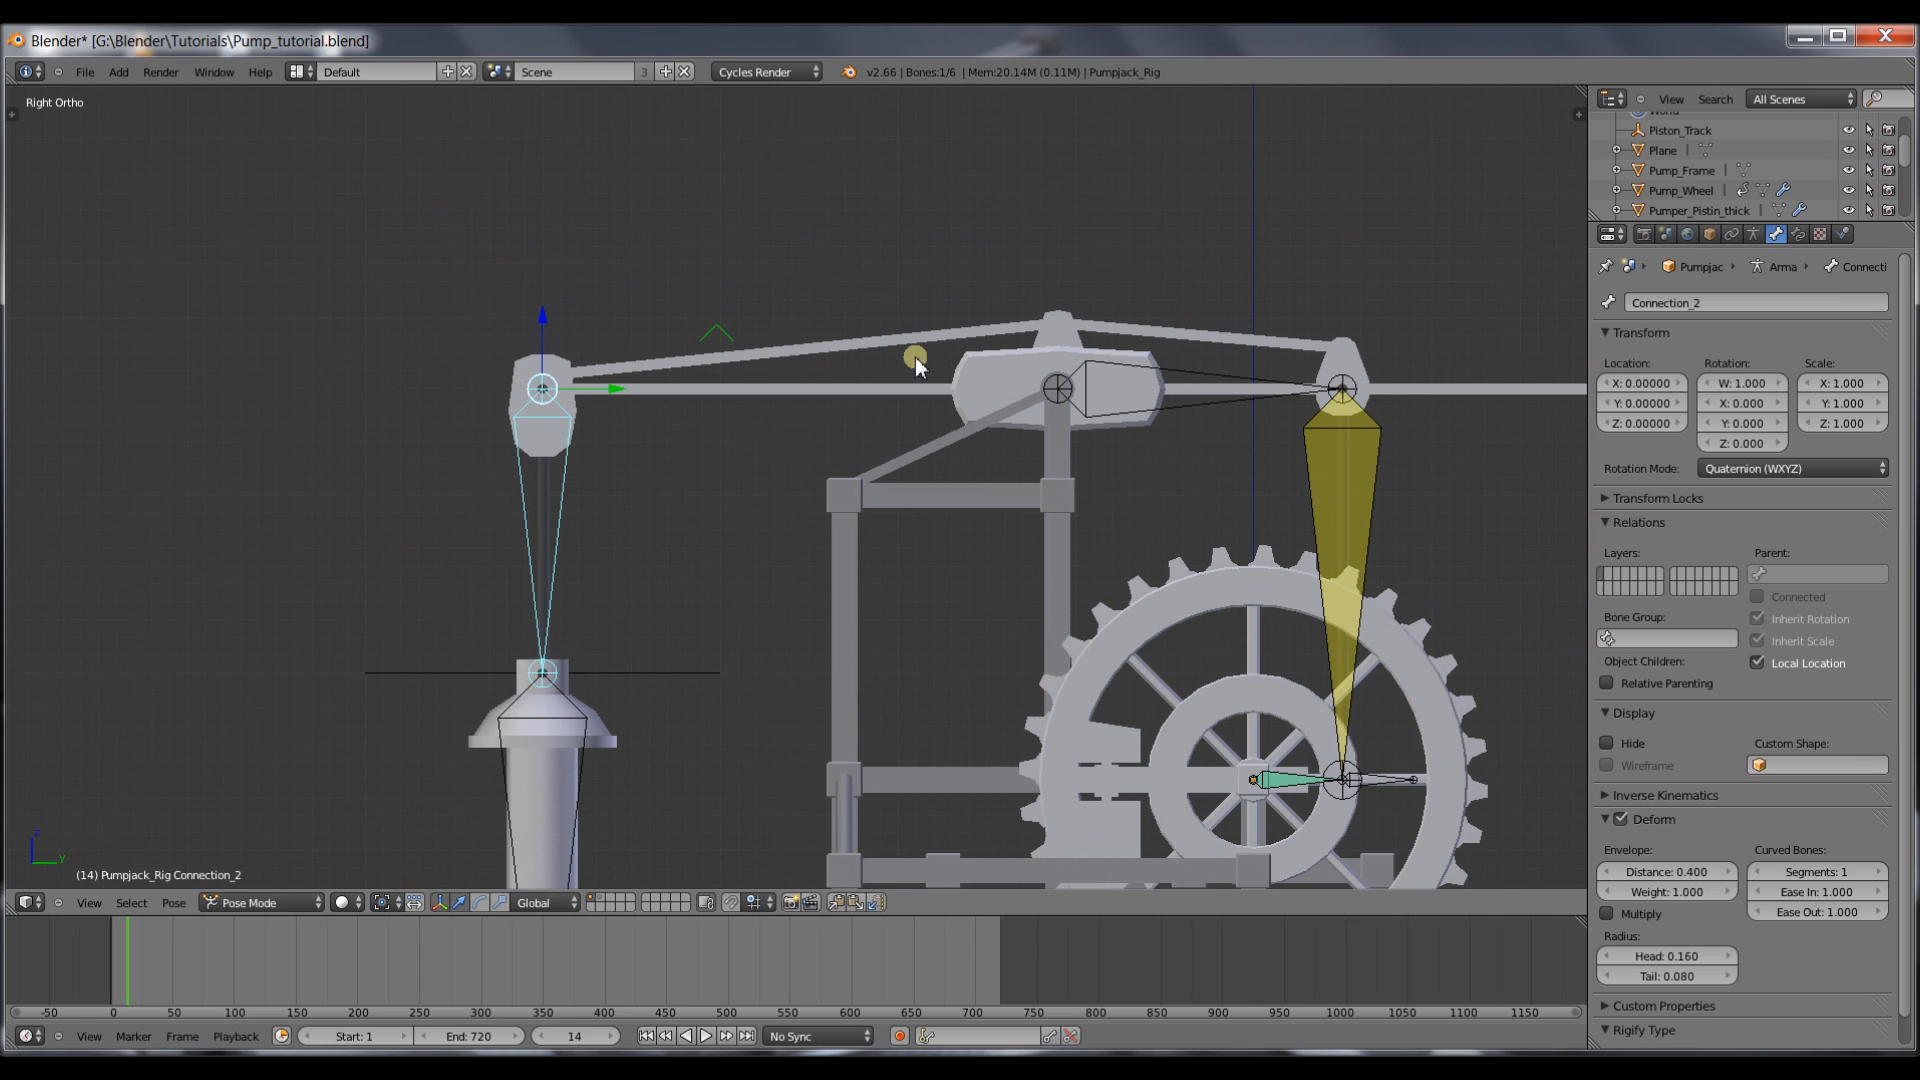 Blender* [G:\Blender\Tutorials\Pump_tutorial.blend]
File Add Render Window Help Default Scene 3 Cycles Render v2.66 | Bones:1/6 | Mem:20.14M (0.11M) | Pumpjack_Rig
Right Ortho
View Search All Scenes
Piston_Track
Plane
Pump_Frame
Pump_Wheel
Pumper_Pistin_thick
Pumpjac Arma Connecti
Connection_2
Transform
Location: Rotation: Scale:
X: 0.00000 W: 1.000 X: 1.000
Y: 0.00000 X: 0.000 Y: 1.000
Z: 0.00000 Y: 0.000 Z: 1.000
Z: 0.000
Rotation Mode: Quaternion (WXYZ)
Transform Locks
Relations
Layers: Parent:
Connected
Bone Group: Inherit Rotation
Inherit Scale
Object Children: Local Location
Relative Parenting
Display
Hide Custom Shape:
Wireframe
Inverse Kinematics
Deform
Envelope: Curved Bones:
Distance: 0.400 Segments: 1
Weight: 1.000 Ease In: 1.000
Multiply Ease Out: 1.000
Radius:
Head: 0.160
Tail: 0.080
Custom Properties
Rigify Type
z
y
(14) Pumpjack_Rig Connection_2
View Select Pose Pose Mode Global
-50 0 50 100 150 200 250 300 350 400 450 500 550 600 650 700 750 800 850 900 950 1000 1050 1100 1150
View Marker Frame Playback Start: 1 End: 720 14 No Sync